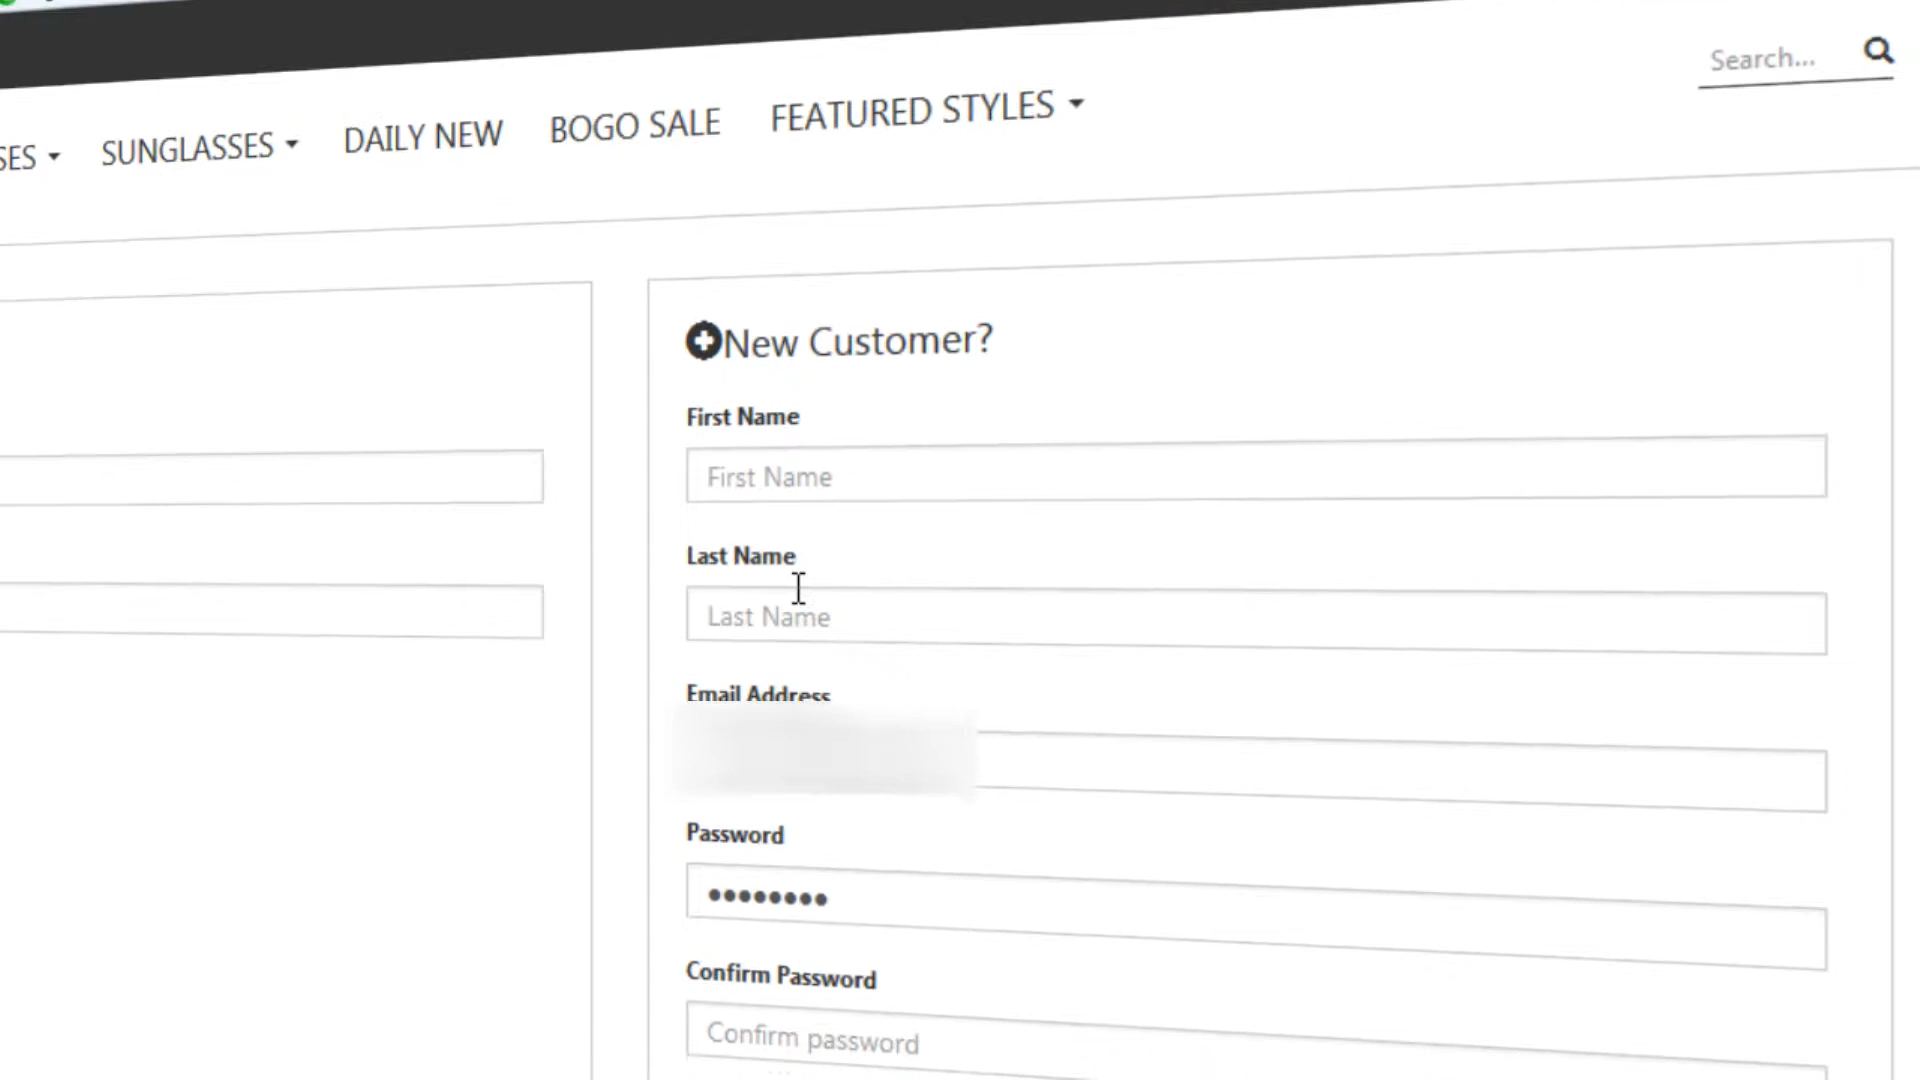 Search...
SUNGLASSES
DAILY NEW
BOGO SALE
FEATURED STYLES
New Customer?
First Name
First Name
Last Name
Last Name
Email Address
Password
••••••••
Confirm Password
Confirm password